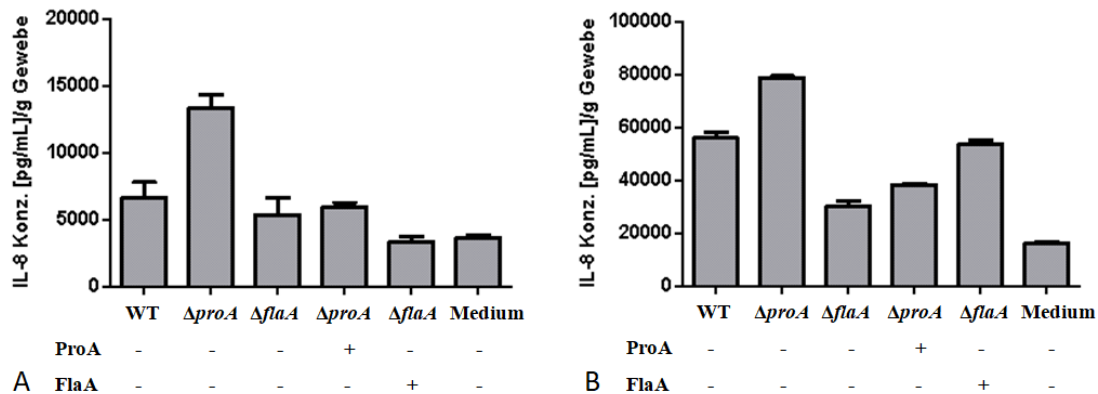 IL-8 Konz. [pg/mL]/g Gewebe
20000
15000
10000
5000
0
WT ΔproA ΔflaA ΔproA ΔflaA Medium
ProA - - - + - -
A FlaA - - - - + -
IL-8 Konz. [pg/mL]/g Gewebe
100000
80000
60000
40000
20000
0
WT ΔproA ΔflaA ΔproA ΔflaA Medium
ProA - - - + - -
B FlaA - - - - + -